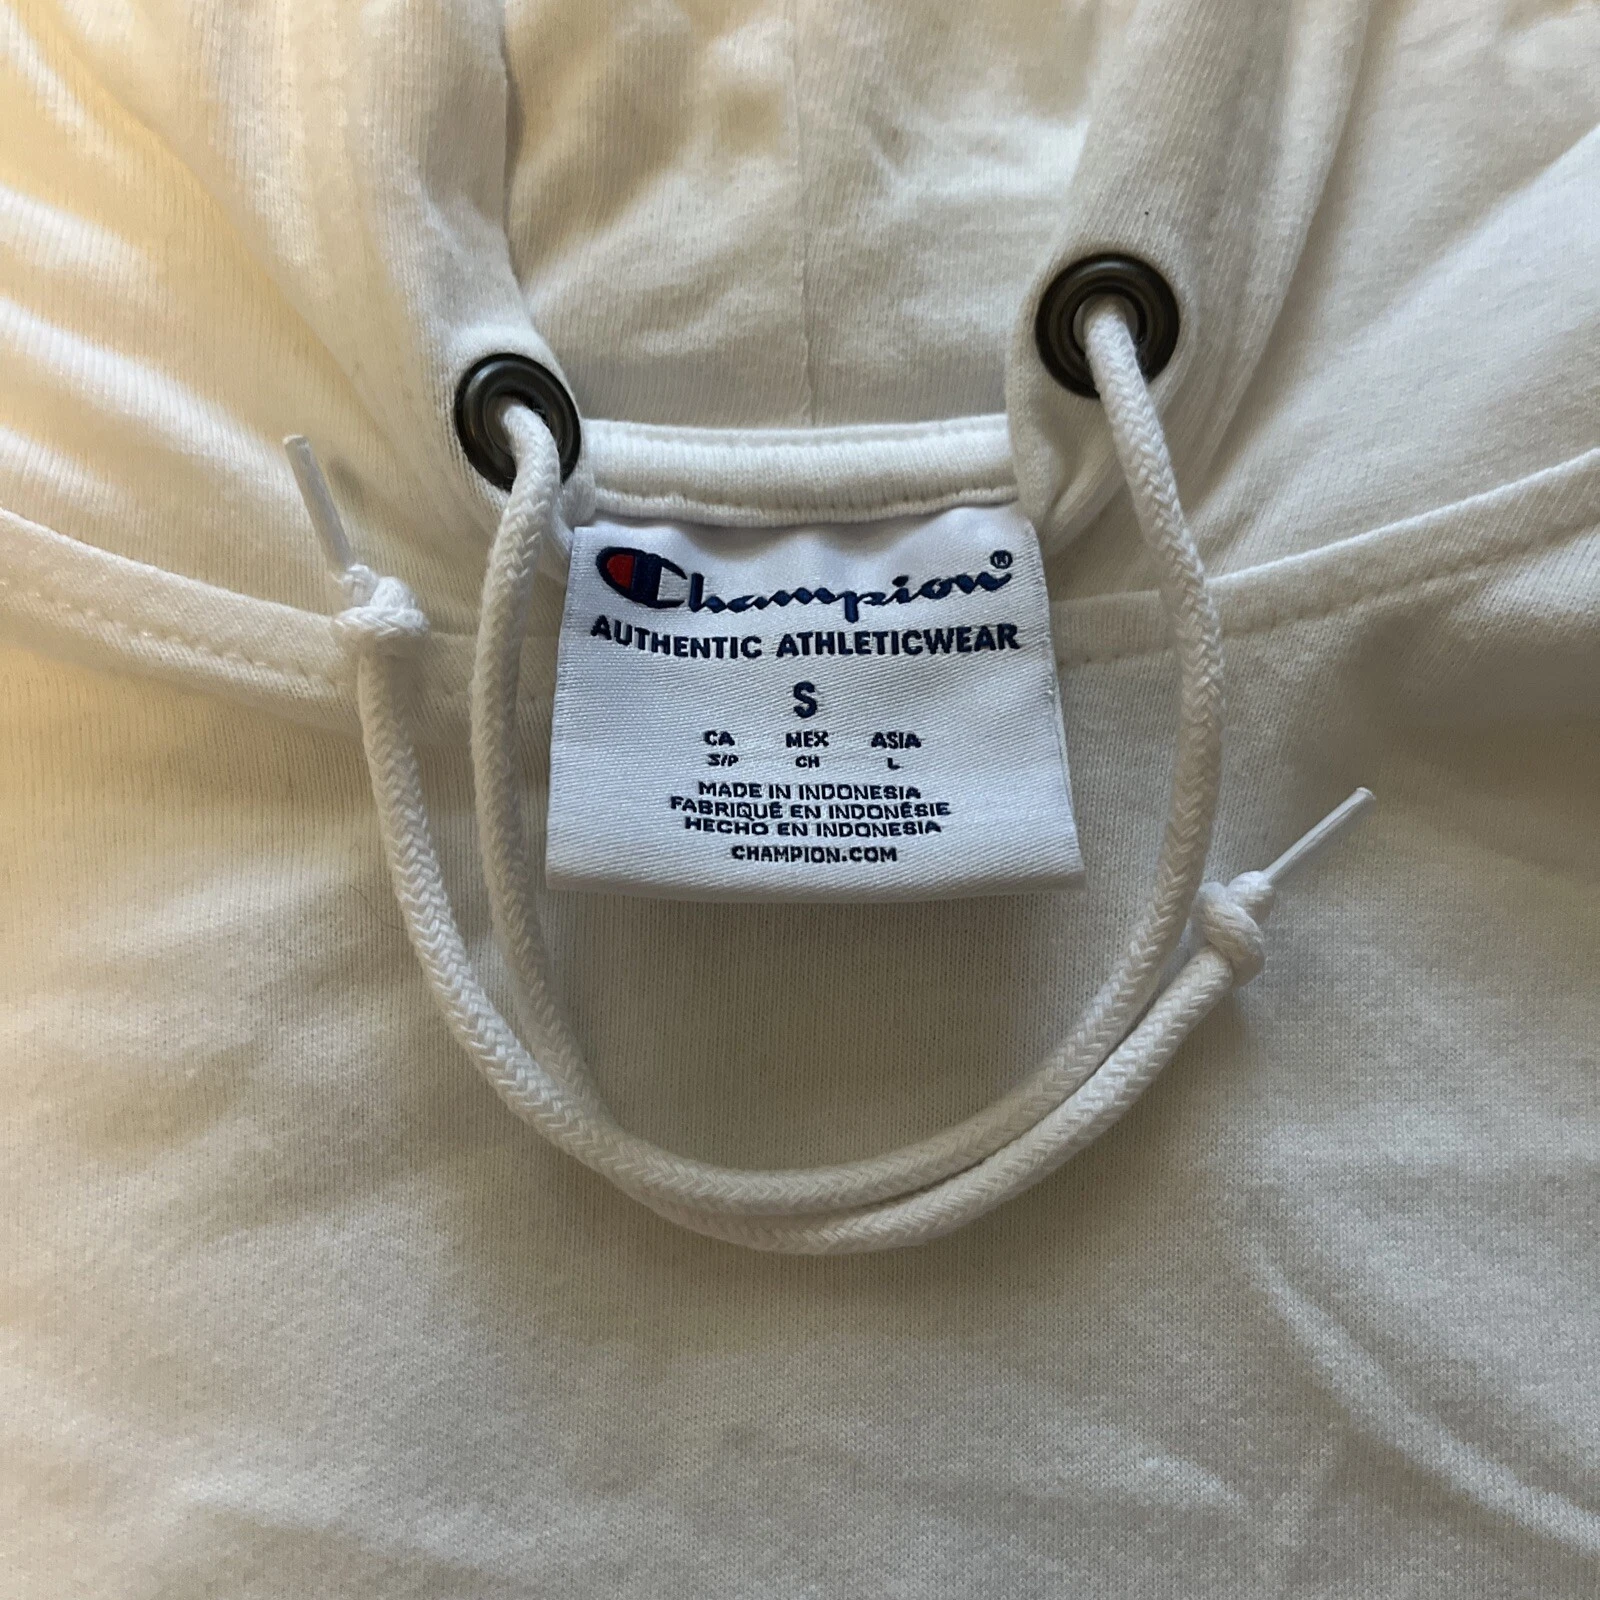 Champion®
AUTHENTIC ATHLETICWEAR
S
CA MEX ASIA
S/P CH L
MADE IN INDONESIA
FABRIQUÉ EN INDONÉSIE
HECHO EN INDONESIA
CHAMPION.COM